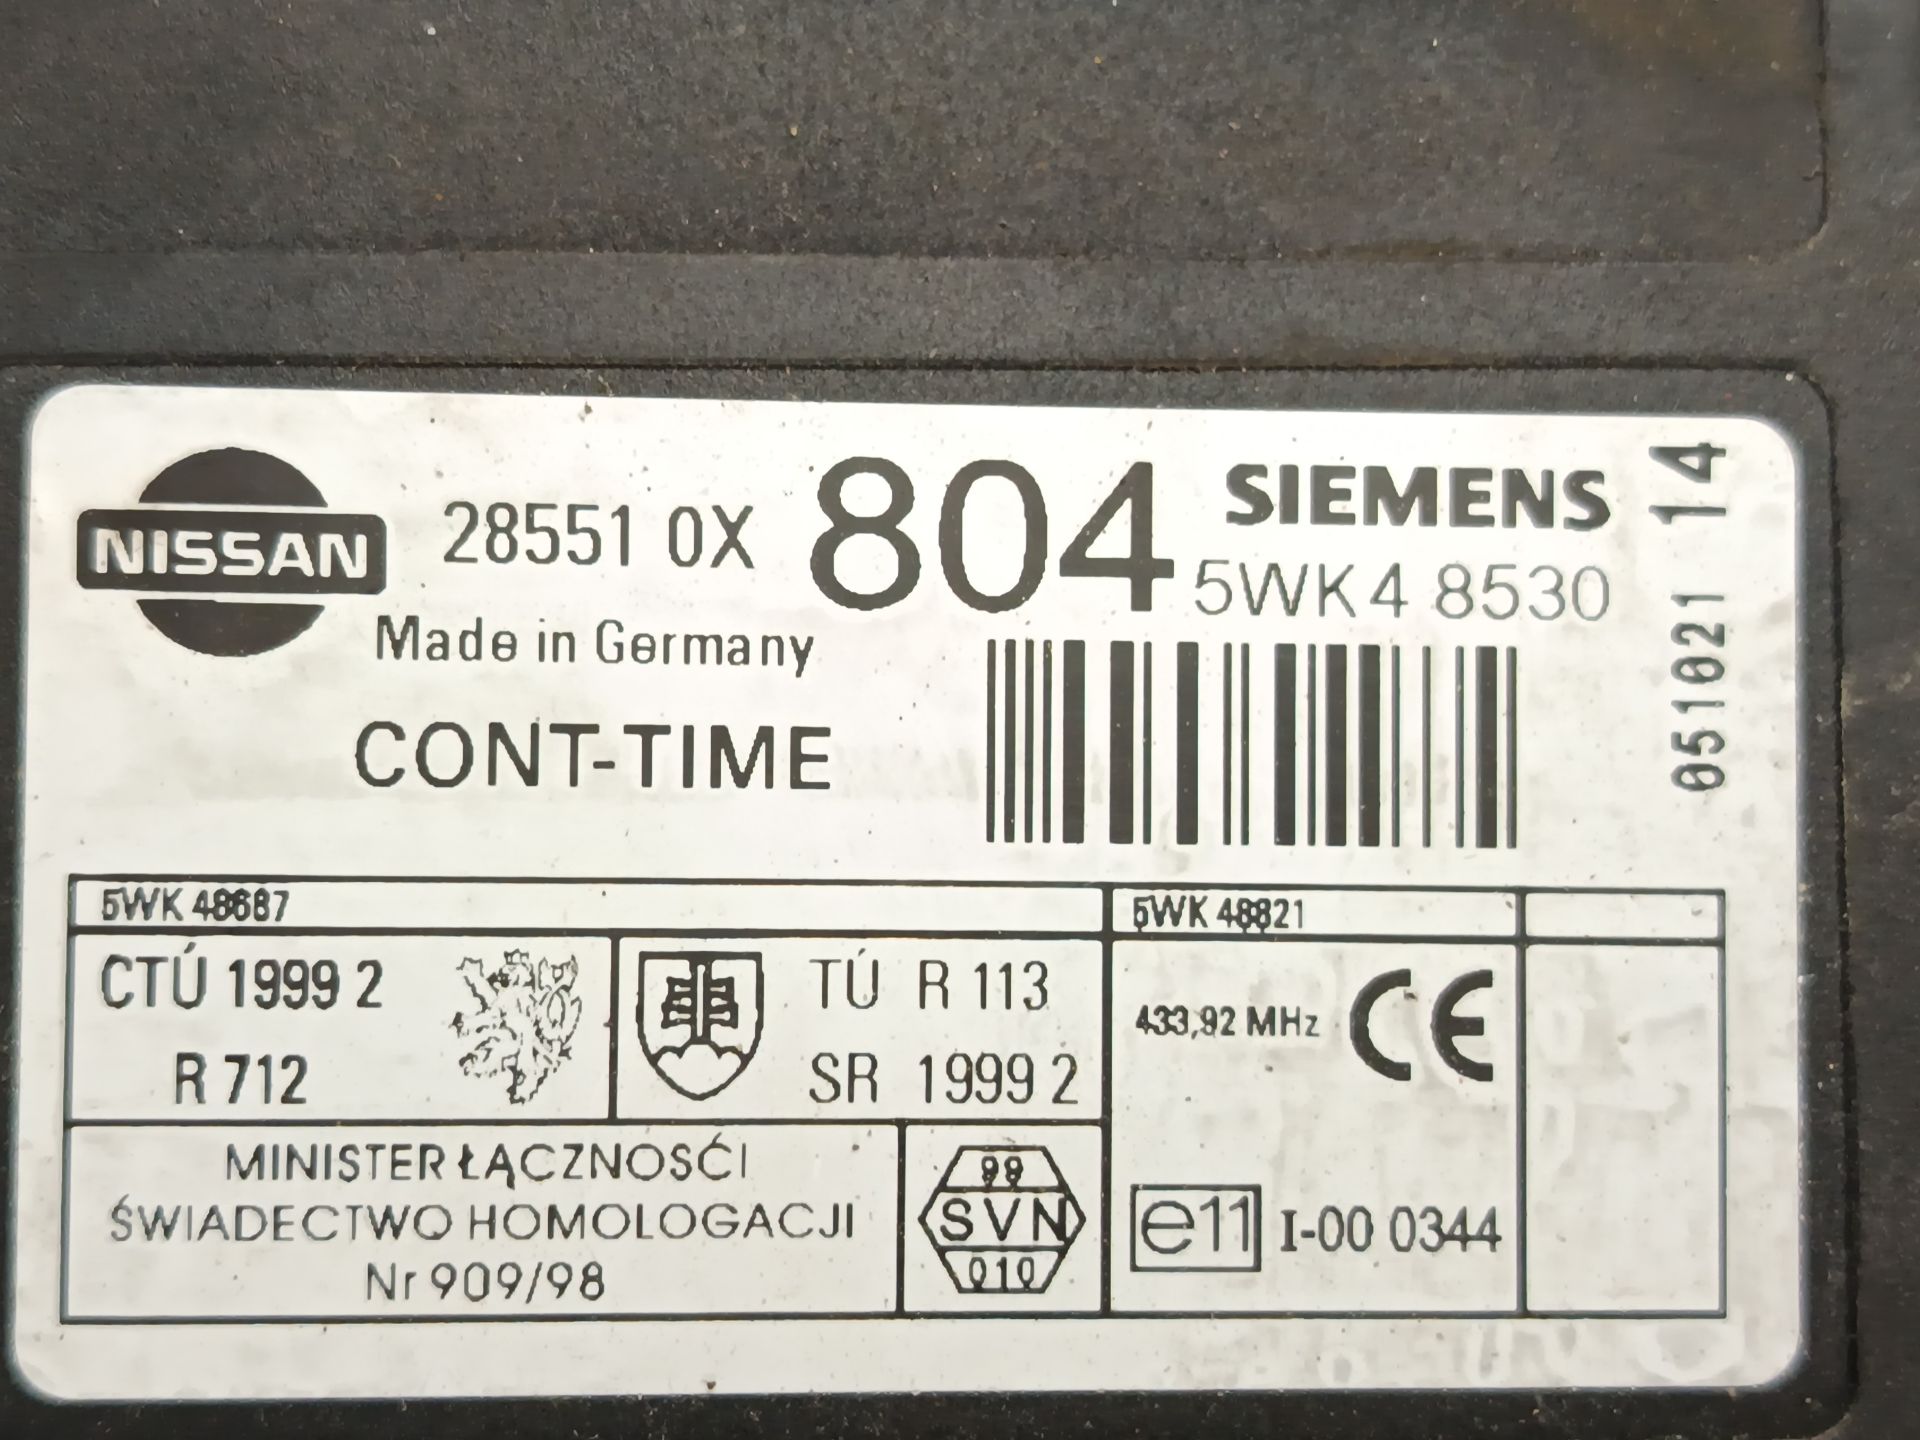 NISSAN
28551 0X 804
SIEMENS
5WK4 8530
Made in Germany
CONT-TIME
051021 14
5WK 48687
5WK 48821
CTÚ 1999 2
R 712
TÚ R 113
SR 1999 2
433,92 MHz CE
MINISTER ŁĄCZNOSĆI
ŚWIADECTWO HOMOLOGACJI
Nr 909/98
98
SVN
010
e11 I-00 0344